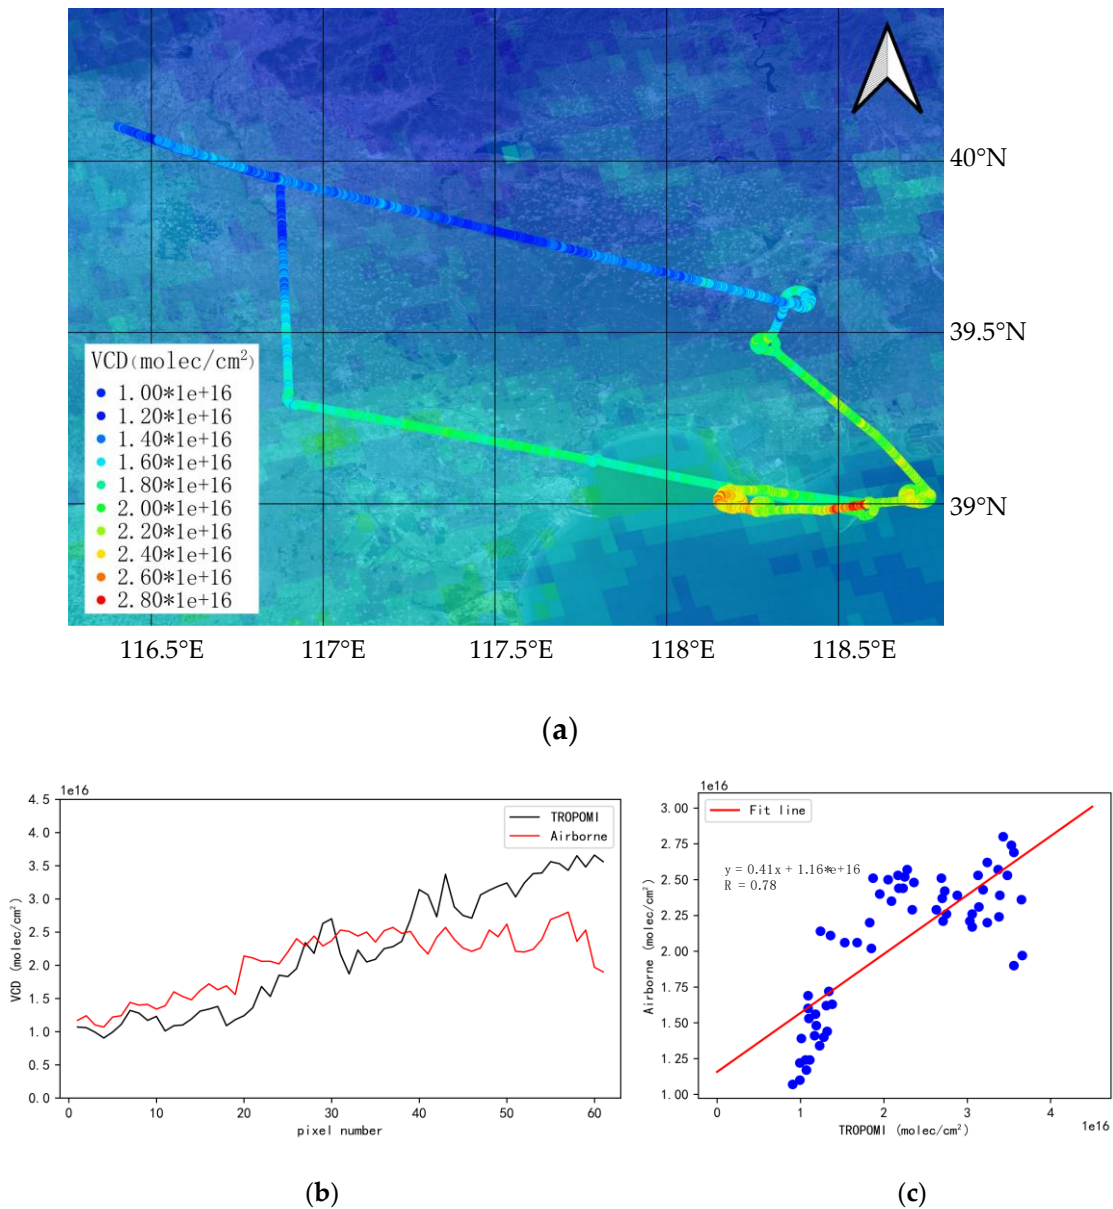 40°N
39.5°N
39°N
VCD(molec/cm²)
1.00*1e+16
1.20*1e+16
1.40*1e+16
1.60*1e+16
1.80*1e+16
2.00*1e+16
2.20*1e+16
2.40*1e+16
2.60*1e+16
2.80*1e+16
116.5°E 117°E 117.5°E 118°E 118.5°E
(a)
1e16
4.5
4.0
3.5
3.0
2.5
2.0
1.5
1.0
0.5
0.0
VCD (molec/cm²)
TROPOMI
Airborne
0 10 20 30 40 50 60
pixel number
(b)
1e16
3.00
2.75
2.50
2.25
2.00
1.75
1.50
1.25
1.00
Airborne (molec/cm²)
Fit line
y = 0.41x + 1.16*e+16
R = 0.78
0 1 2 3 4
TROPOMI (molec/cm²)
1e16
(c)